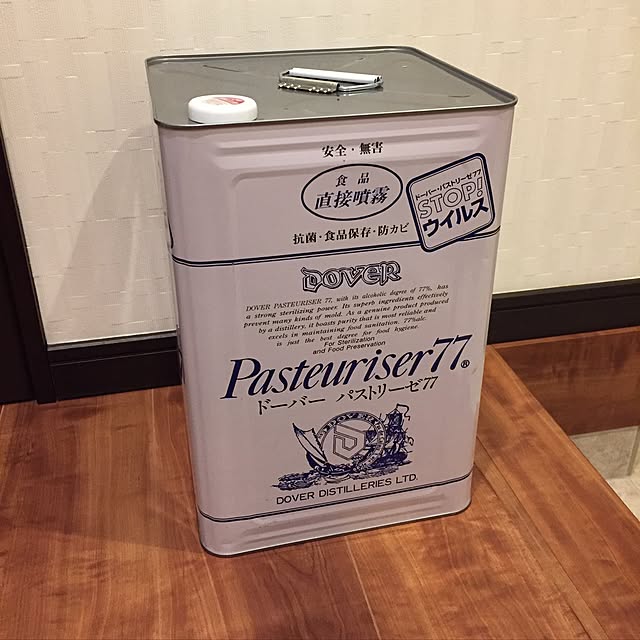 安全・無害
食品
直接噴霧
ドーバー・パストリーゼ77
STOP!
ウイルス
抗菌・食品保存・防カビ
DOVER
DOVER PASTEURISER 77, with its alcoholic degree of 77%, has
a strong sterilizing power. Its superb ingredients effectively
prevent many kinds of mold. As a genuine product produced
by a distillery, it boasts purity that is most reliable and
excels in maintaining food sanitation. 77%alc.
is just the best degree for food hygiene.
For Sterilization
and Food Preservation
Pasteuriser77®
ドーバー パストリーゼ77
DOVER DISTILLERIES LTD.